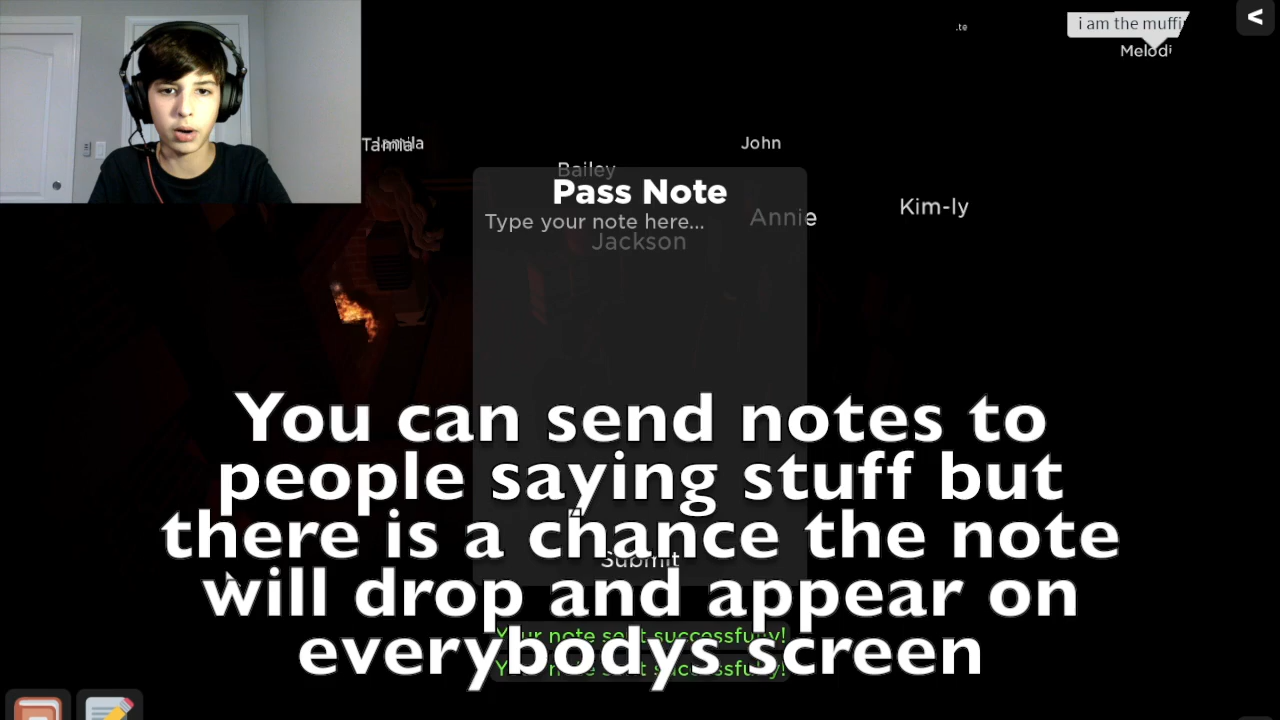 .te
i am the muffi
<
Melodi
Tamla
John
Bailey
Pass Note
Kim-ly
Annie
Type your note here...
Jackson
You can send notes to
people saying stuff but
there is a chance the note
Submit
will drop and appear on
Your note sent successfully!
everybodys screen
Your note sent successfully!